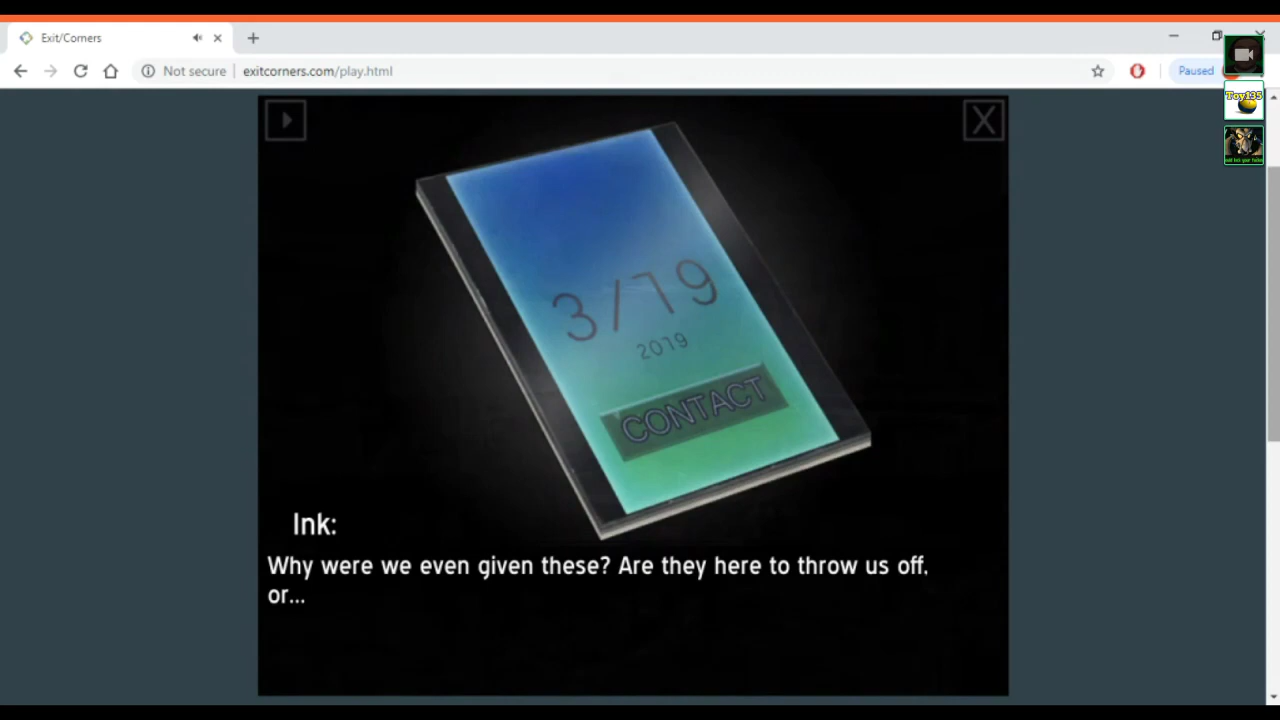 Exit/Corners
Not secure
exitcorners.com/play.html
Paused
Toy135
3/19
2019
CONTACT
Ink:
Why were we even given these? Are they here to throw us off,
or...